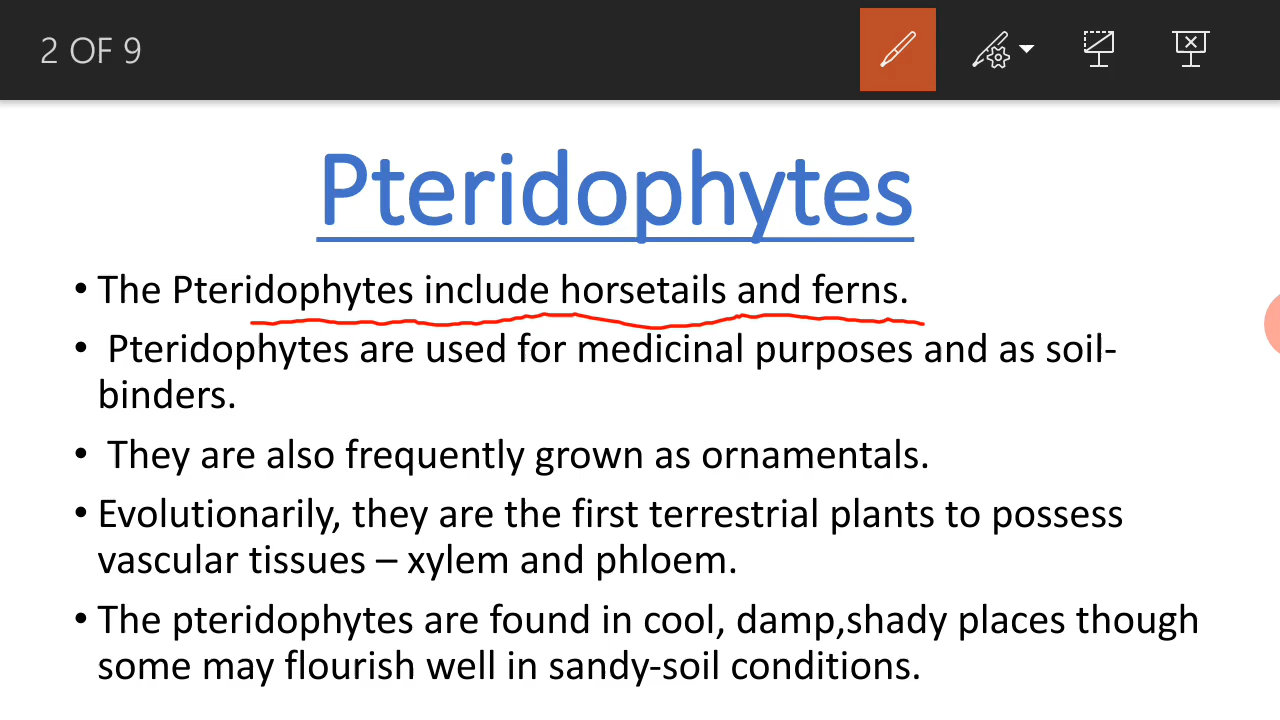 2 OF 9
Pteridophytes
• The Pteridophytes include horsetails and ferns.
• Pteridophytes are used for medicinal purposes and as soil-
binders.
• They are also frequently grown as ornamentals.
• Evolutionarily, they are the first terrestrial plants to possess
vascular tissues – xylem and phloem.
• The pteridophytes are found in cool, damp,shady places though
some may flourish well in sandy-soil conditions.